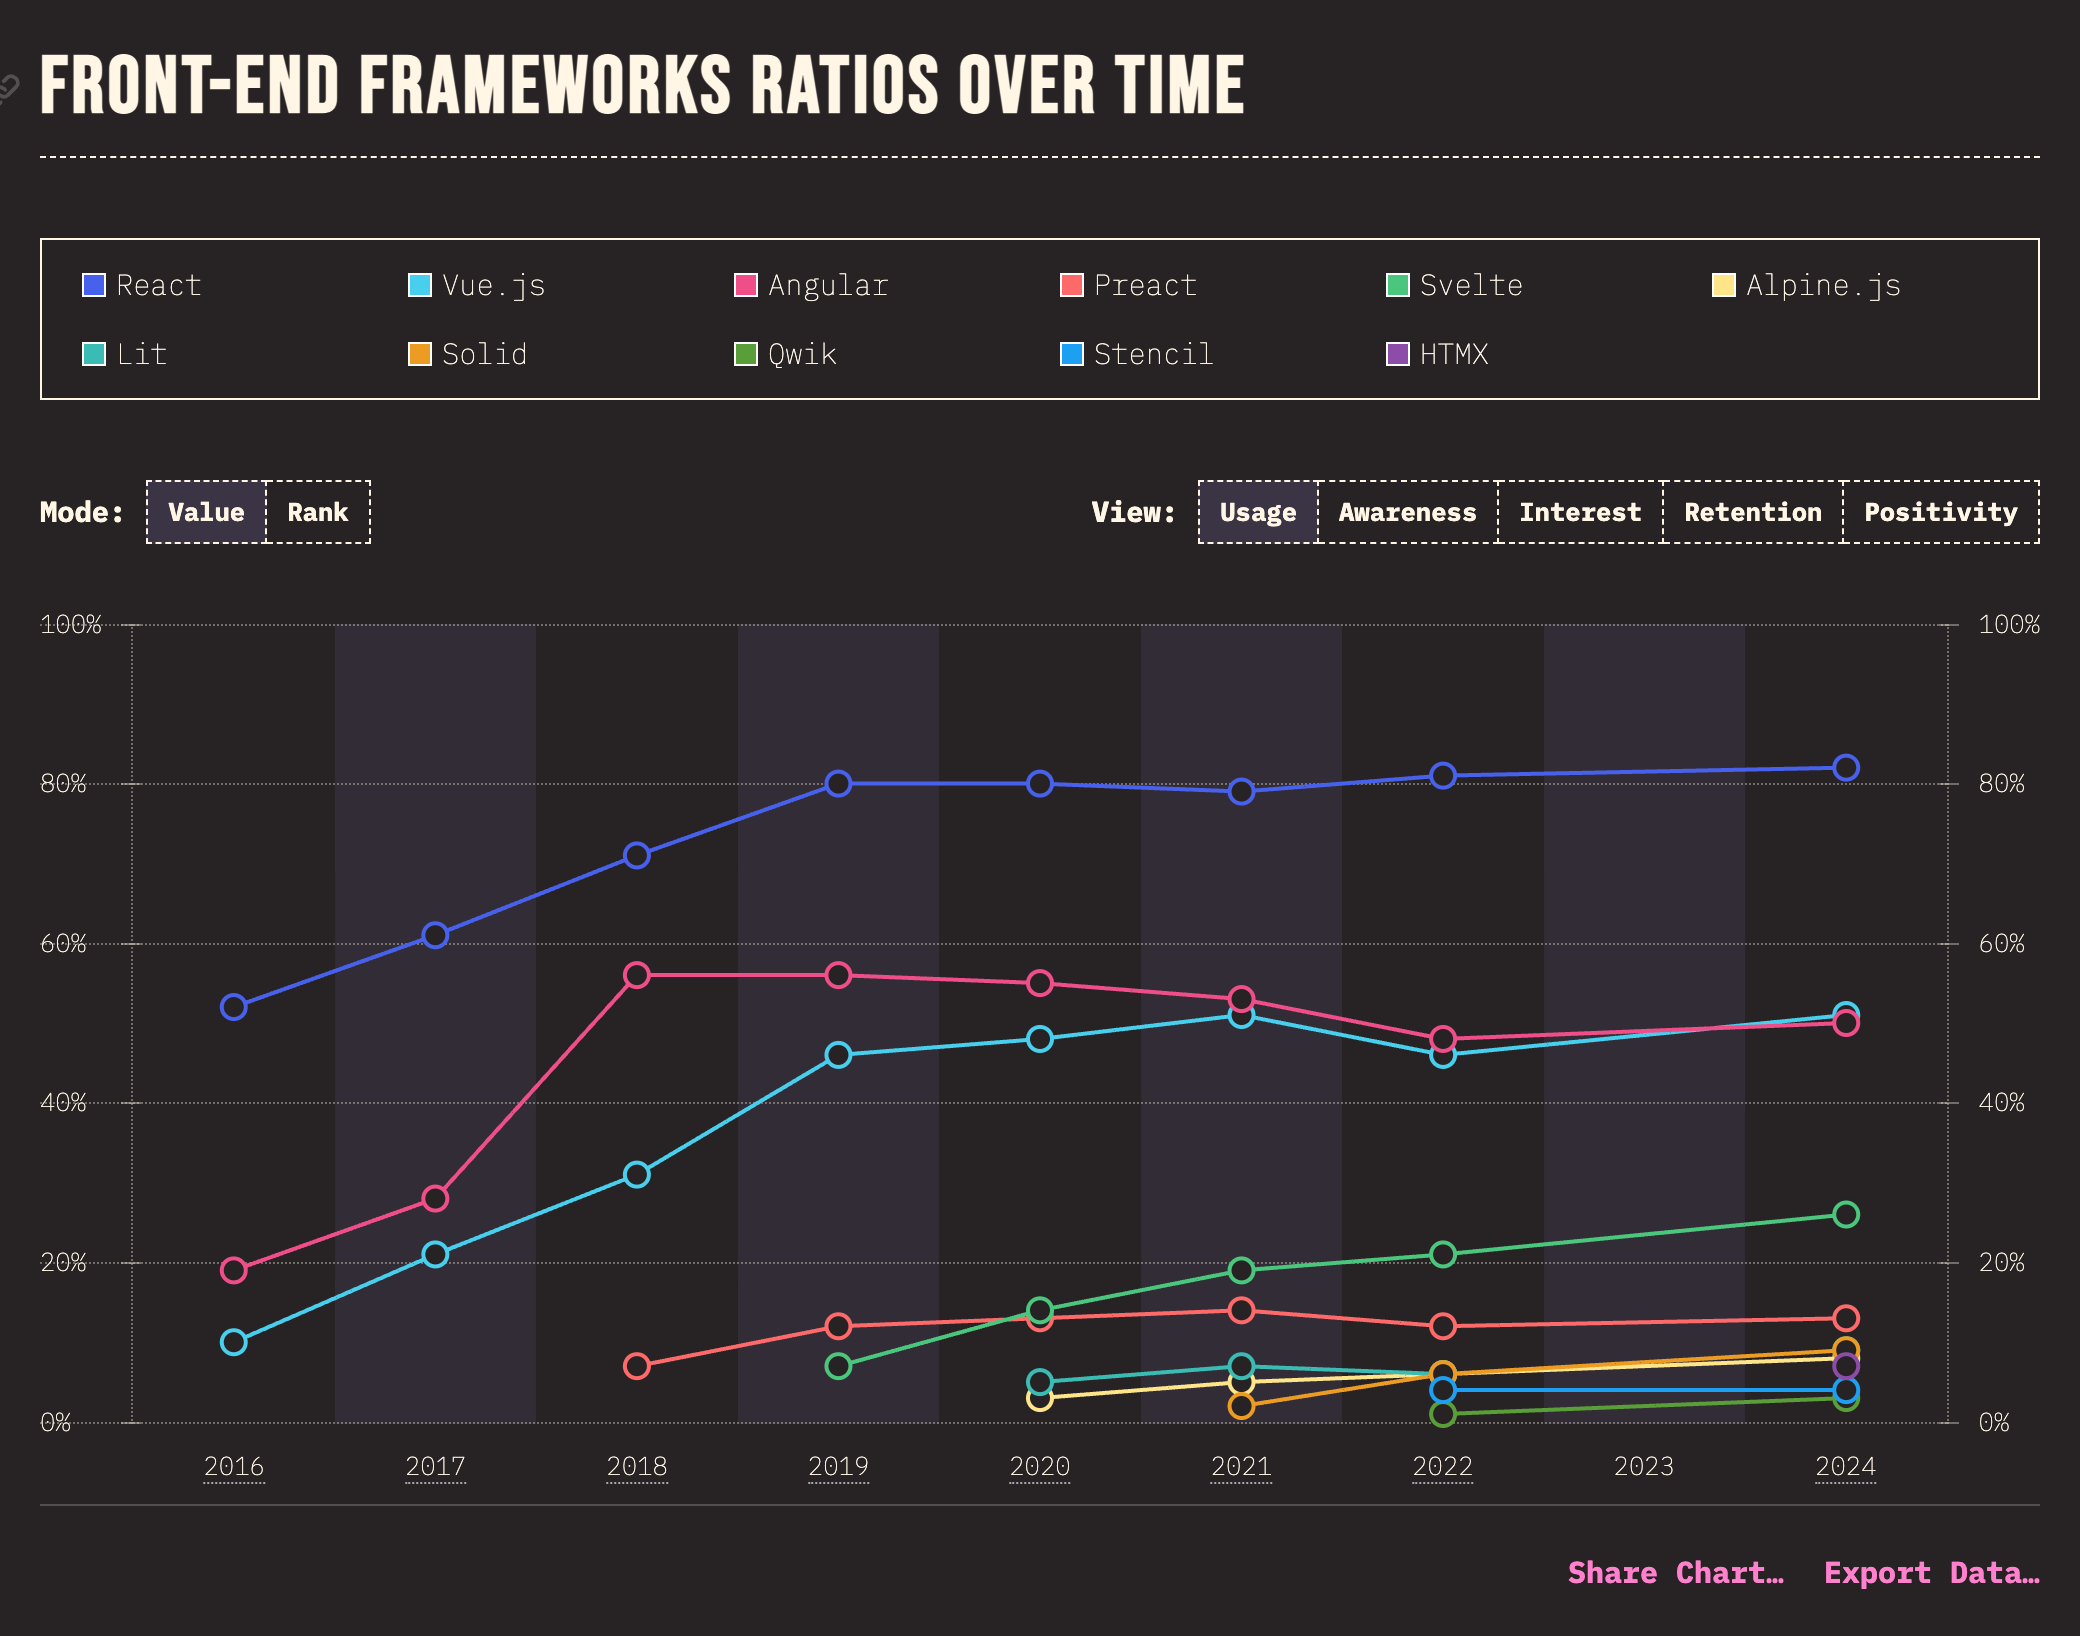 FRONT-END FRAMEWORKS RATIOS OVER TIME
React Vue.js Angular Preact Svelte Alpine.js
Lit Solid Qwik Stencil HTMX
Mode: Value Rank View: Usage Awareness Interest Retention Positivity
100% 100%
80% 80%
60% 60%
40% 40%
20% 20%
0% 0%
2016 2017 2018 2019 2020 2021 2022 2023 2024
Share Chart… Export Data…